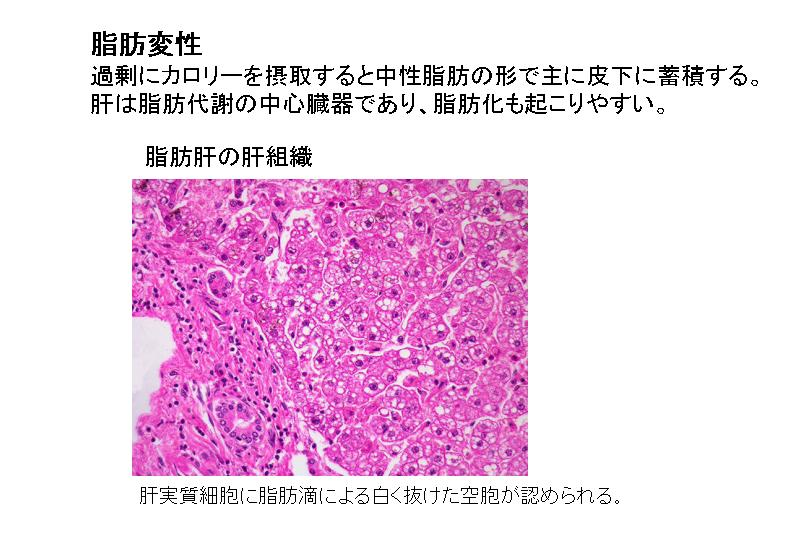 脂肪変性
過剰にカロリーを摂取すると中性脂肪の形で主に皮下に蓄積する。
肝は脂肪代謝の中心臓器であり、脂肪化も起こりやすい。
脂肪肝の肝組織
肝実質細胞に脂肪滴による白く抜けた空胞が認められる。